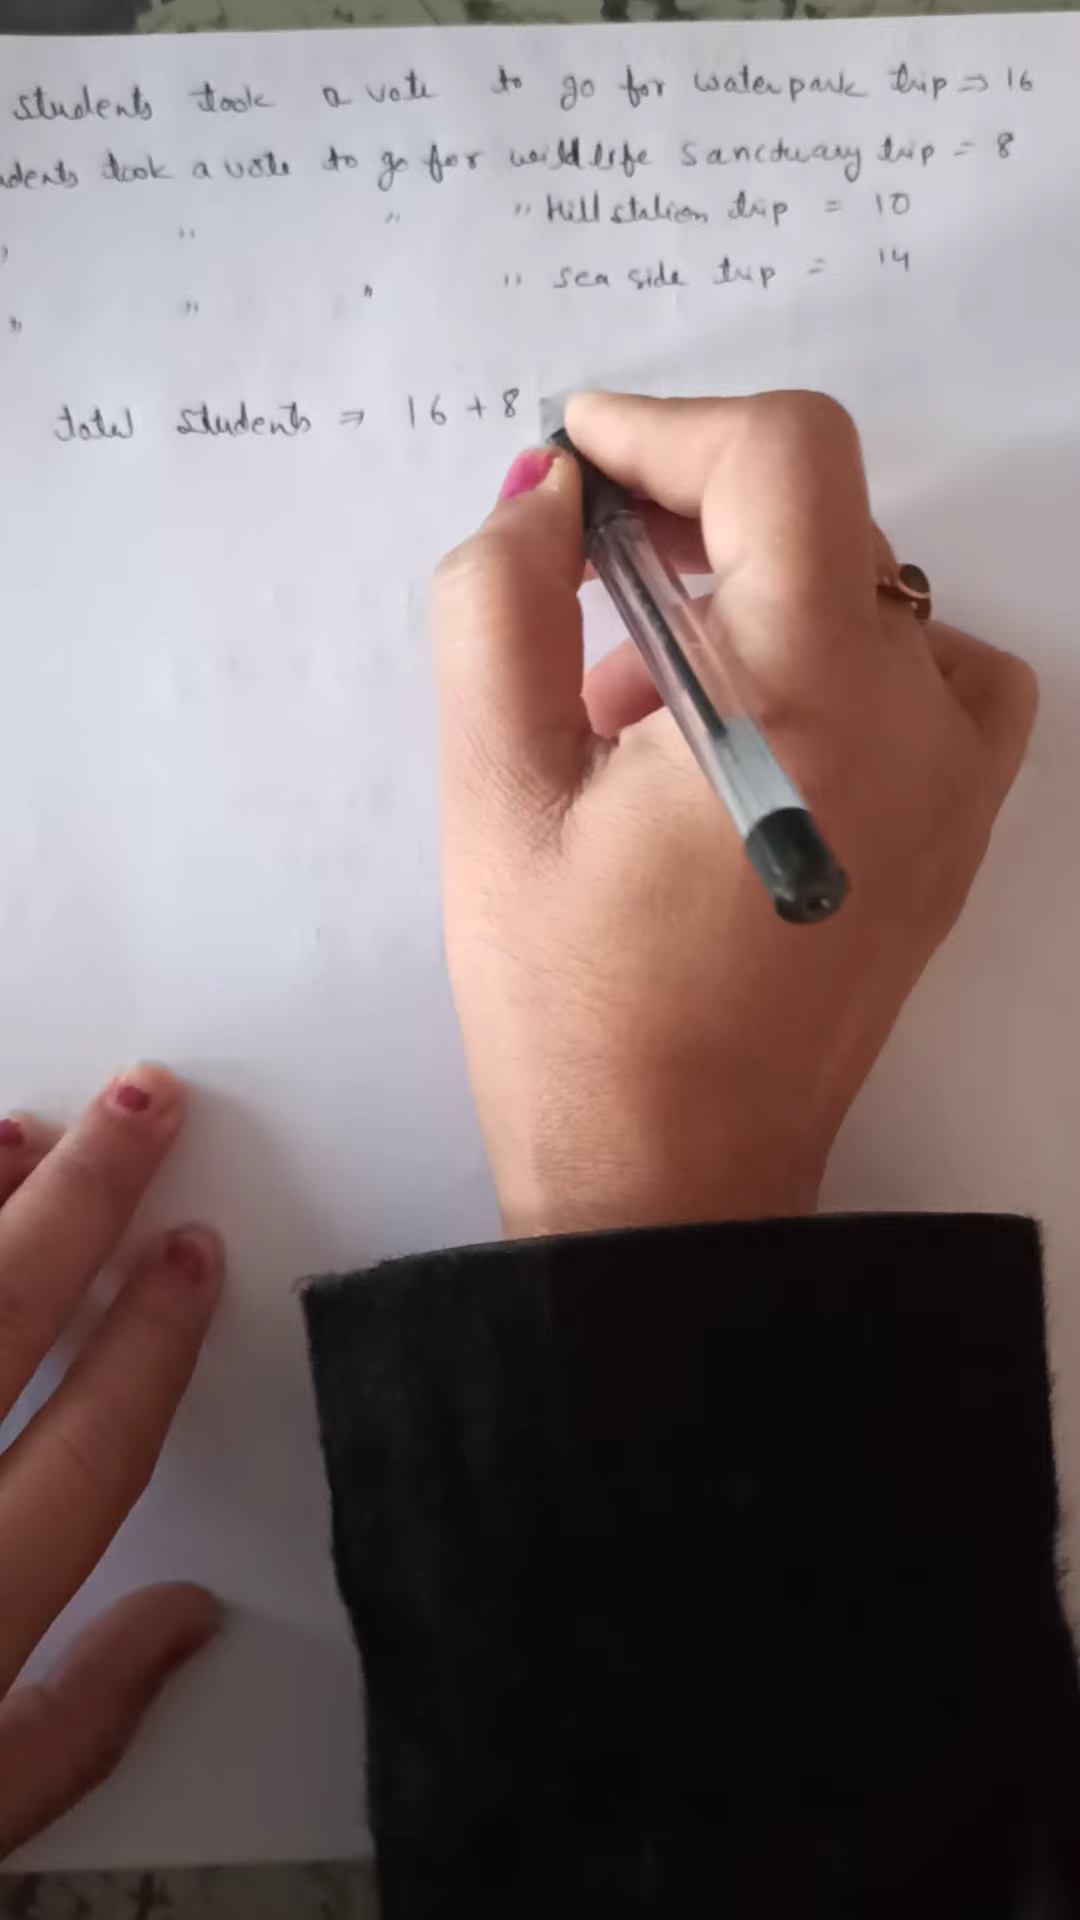 students took a vote to go for waterpark trip ⇒ 16
udents took a vote to go for wildlife sanctuary trip = 8
" " " " Hill station trip = 10
" " " " sea side trip = 14
total students ⇒ 16 + 8